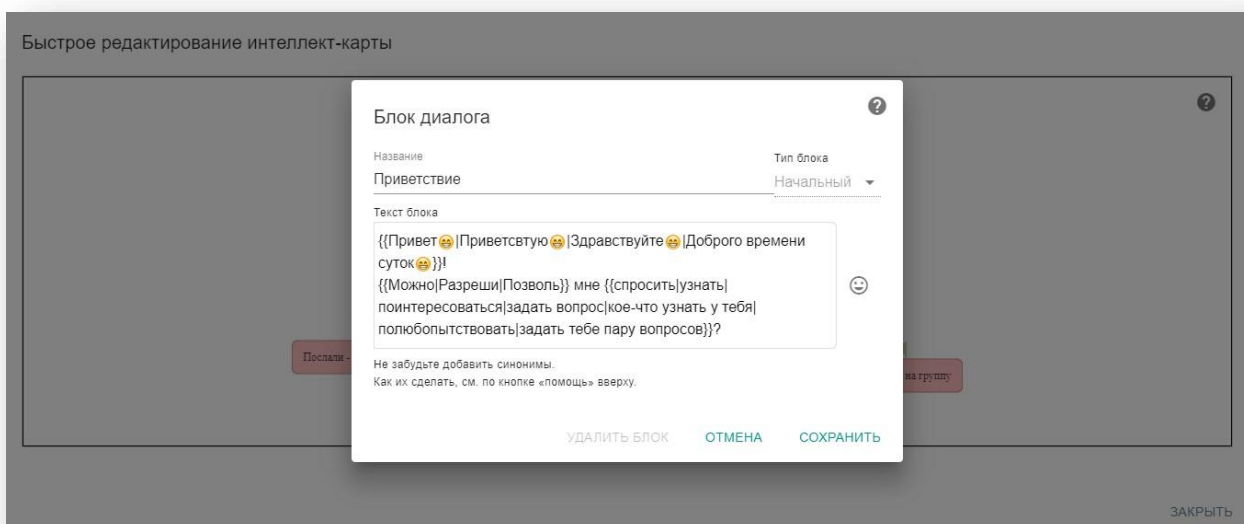 Быстрое редактирование интеллект-карты
Блок диалога
Название
Тип блока
Приветствие
Начальный
Текст блока
{{Привет😁|Приветсвтую😁|Здравствуйте😁|Доброго времени
суток😁}}!
{{Можно|Разреши|Позволь}} мне {{спросить|узнать|
поинтересоваться|задать вопрос|кое-что узнать у тебя|
полюбопытствовать|задать тебе пару вопросов}}?
Послали -
на группу
Не забудьте добавить синонимы.
Как их сделать, см. по кнопке «помощь» вверху.
УДАЛИТЬ БЛОК
ОТМЕНА
СОХРАНИТЬ
ЗАКРЫТЬ